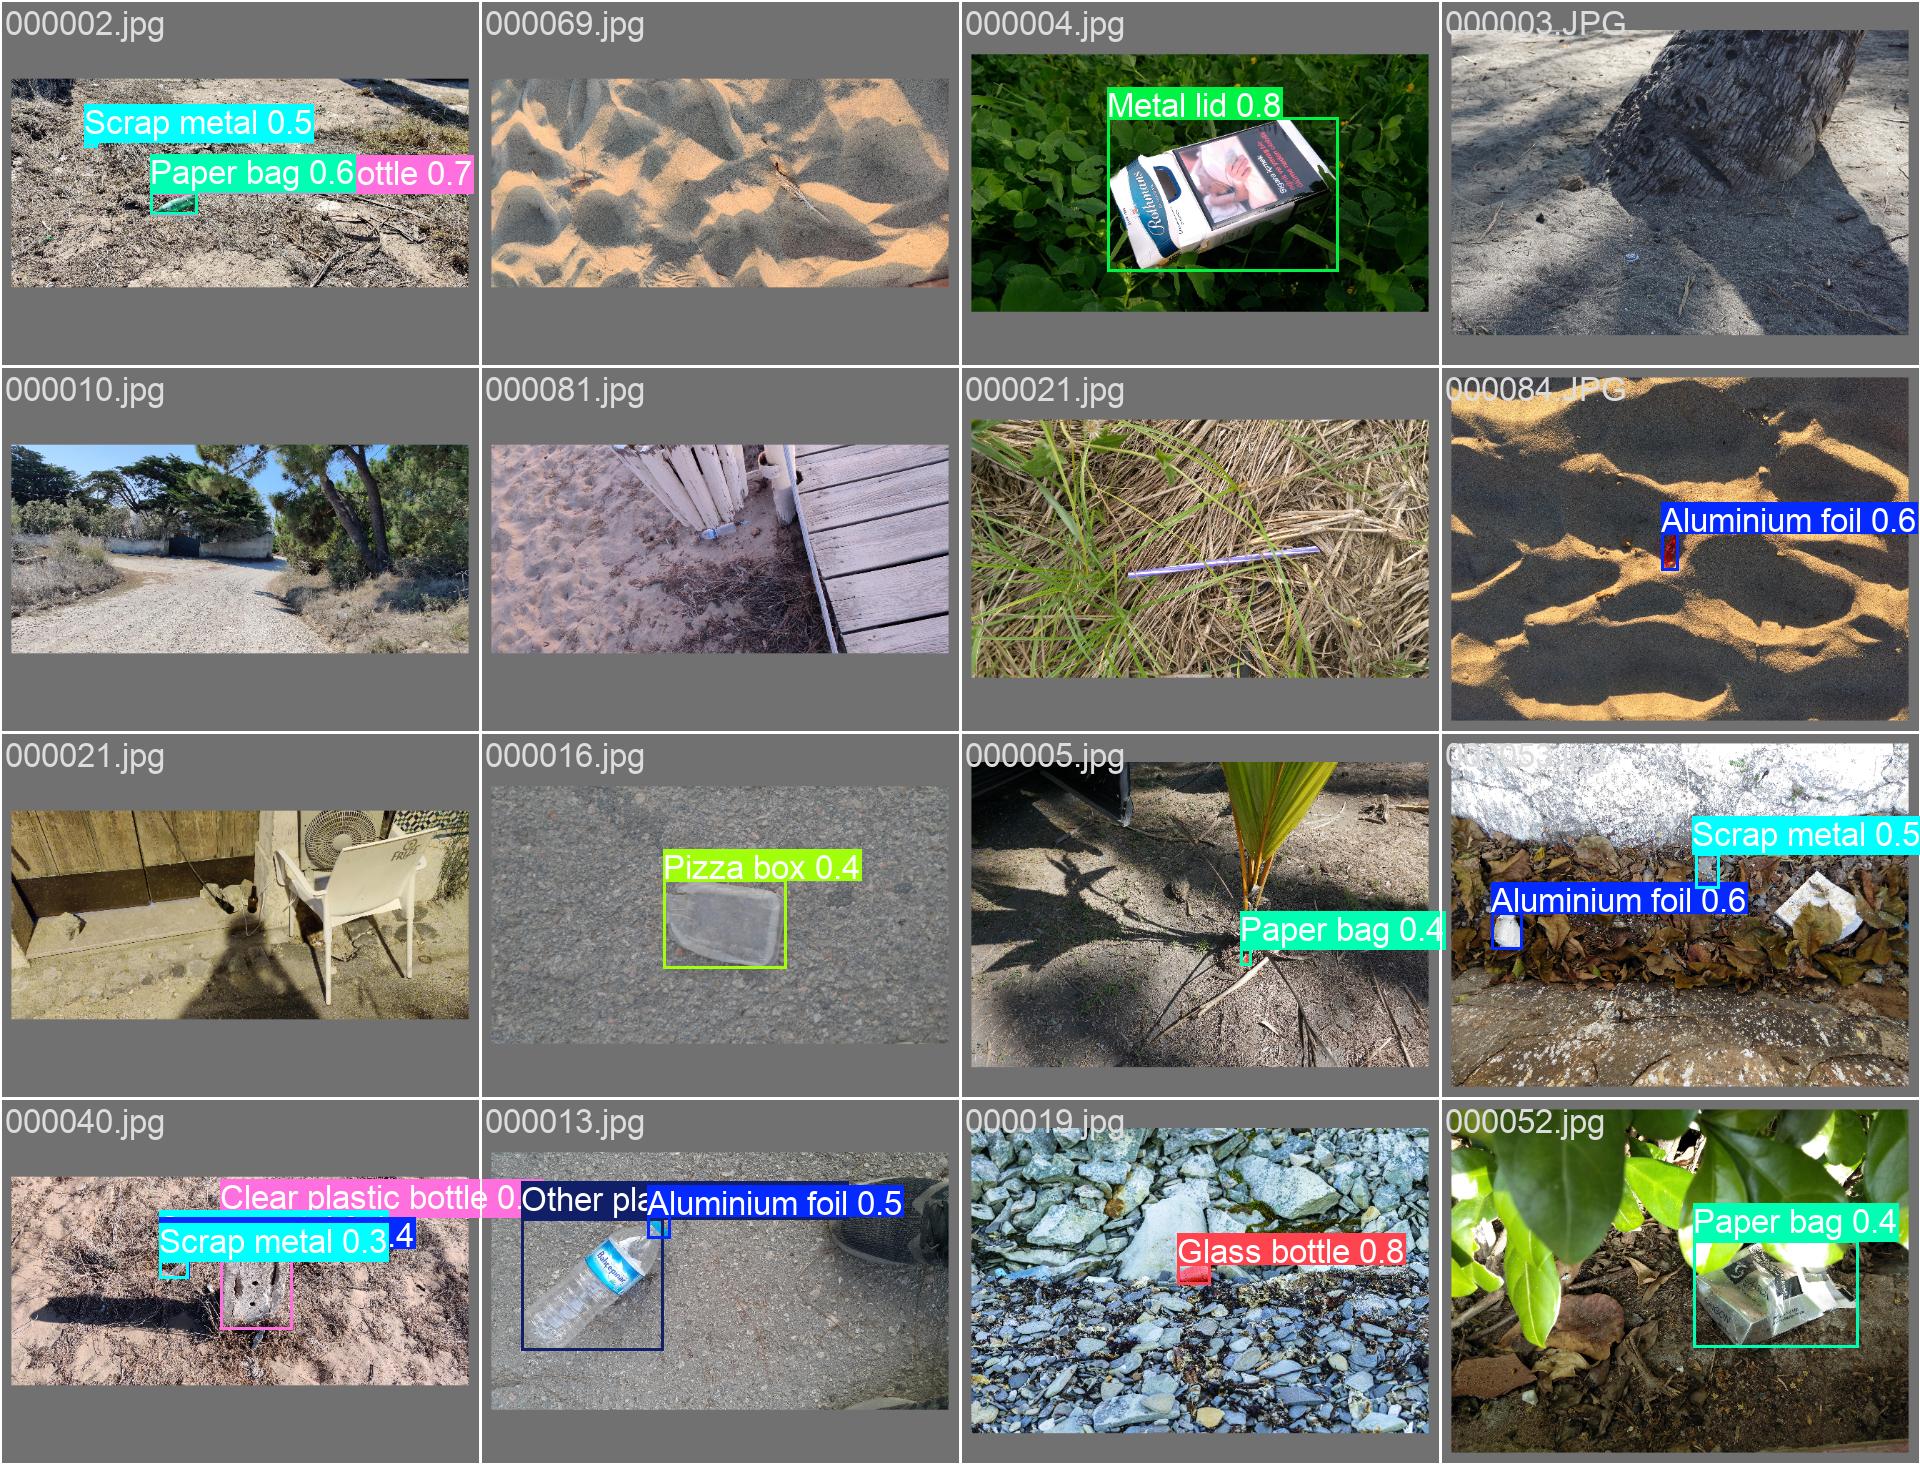 000002.jpg
Scrap metal 0.5
Paper bag 0.6
ottle 0.7
000069.jpg
000004.jpg
Metal lid 0.8
Rothmans
000003.JPG
000010.jpg
000081.jpg
000021.jpg
000084.JPG
Aluminium foil 0.6
000021.jpg
FREE
000016.jpg
Pizza box 0.4
000005.jpg
Paper bag 0.4
Scrap metal 0.5
Aluminium foil 0.6
000040.jpg
Clear plastic bottle 0.
.4
Scrap metal 0.3
000013.jpg
Other pla
Aluminium foil 0.5
000019.jpg
Glass bottle 0.8
000052.jpg
Paper bag 0.4